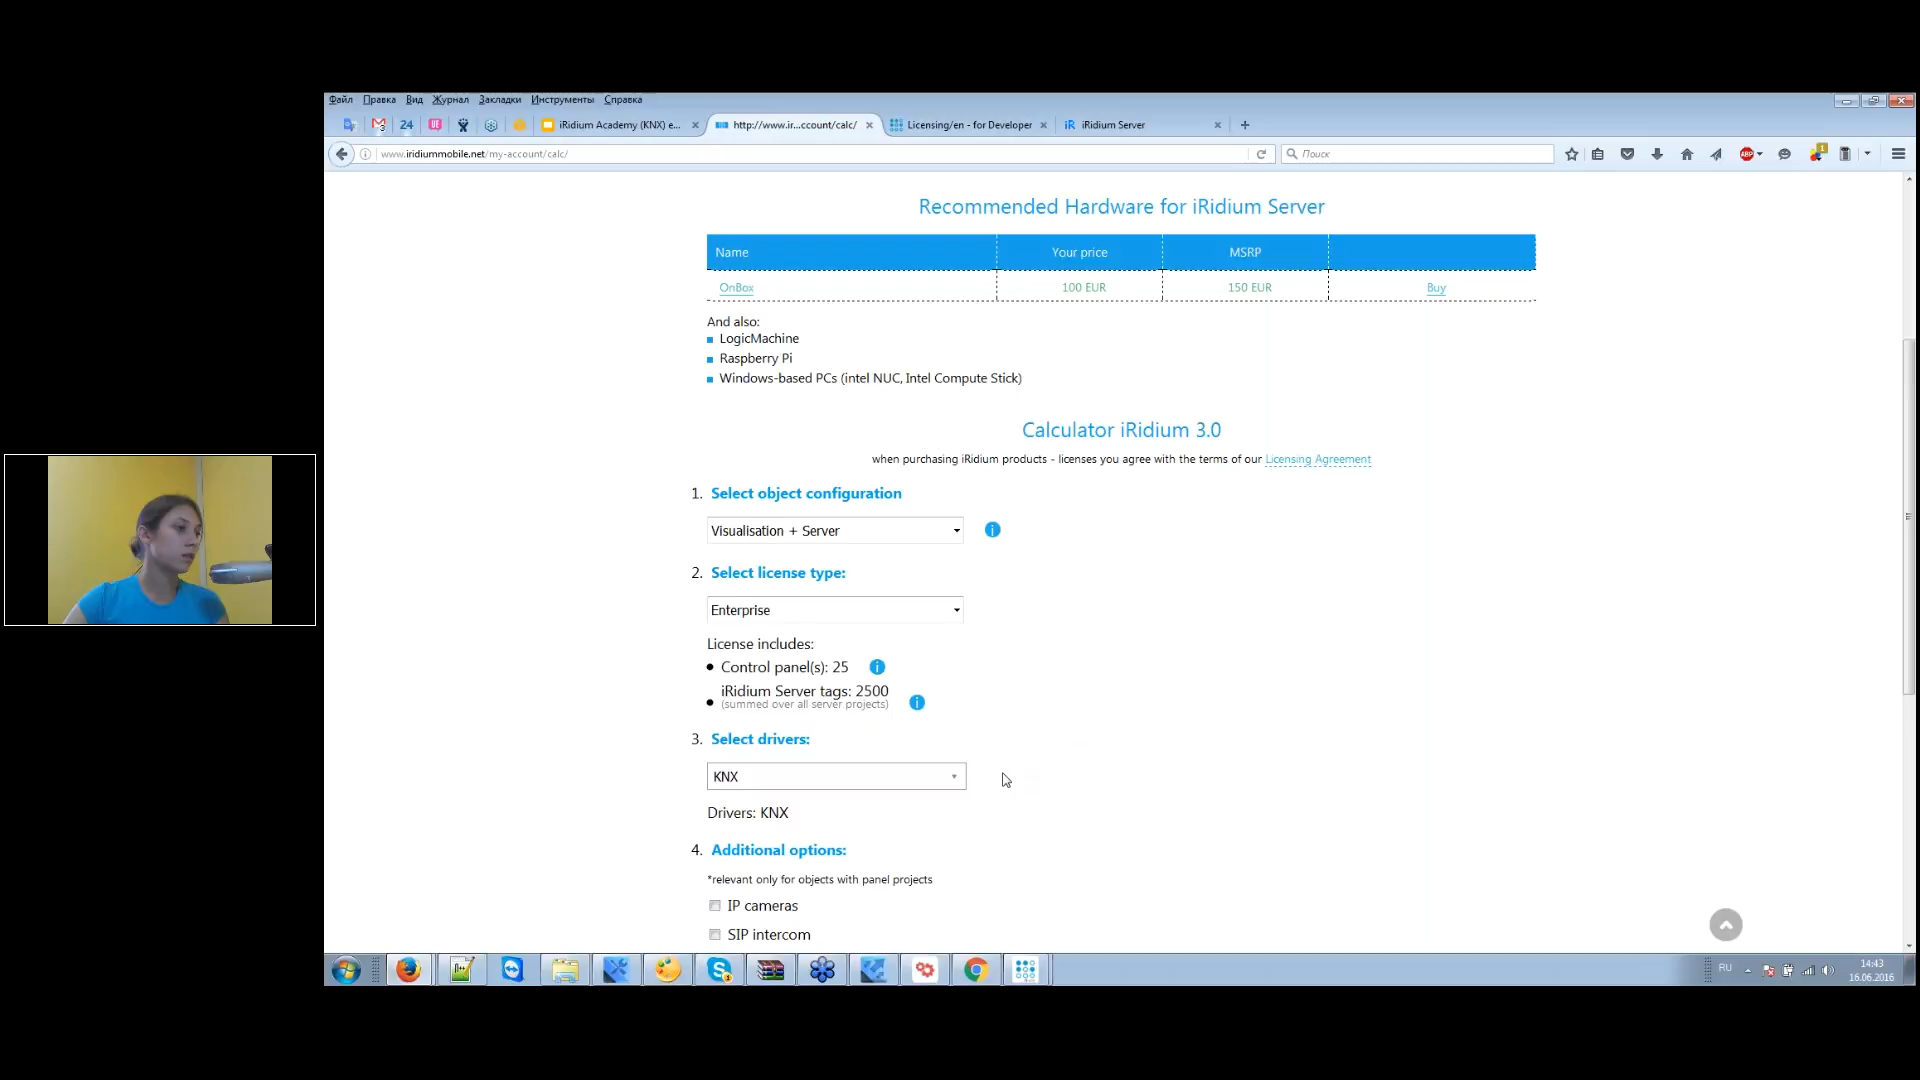 Файл Правка Вид Журнал Закладки Инструменты Справка
24 iRidium Academy (KNX) e... http://www.ir...ccount/calc/ Licensing/en - for Developer iR iRidium Server
www.iridiummobile.net/my-account/calc/ Поиск ABP 1
Recommended Hardware for iRidium Server
Name Your price MSRP
OnBox 100 EUR 150 EUR Buy
And also:
LogicMachine
Raspberry Pi
Windows-based PCs (intel NUC, Intel Compute Stick)
Calculator iRidium 3.0
when purchasing iRidium products - licenses you agree with the terms of our Licensing Agreement
1. Select object configuration
Visualisation + Server
2. Select license type:
Enterprise
License includes:
Control panel(s): 25
iRidium Server tags: 2500
(summed over all server projects)
3. Select drivers:
KNX
Drivers: KNX
4. Additional options:
*relevant only for objects with panel projects
IP cameras
SIP intercom
RU 14:43
16.06.2016